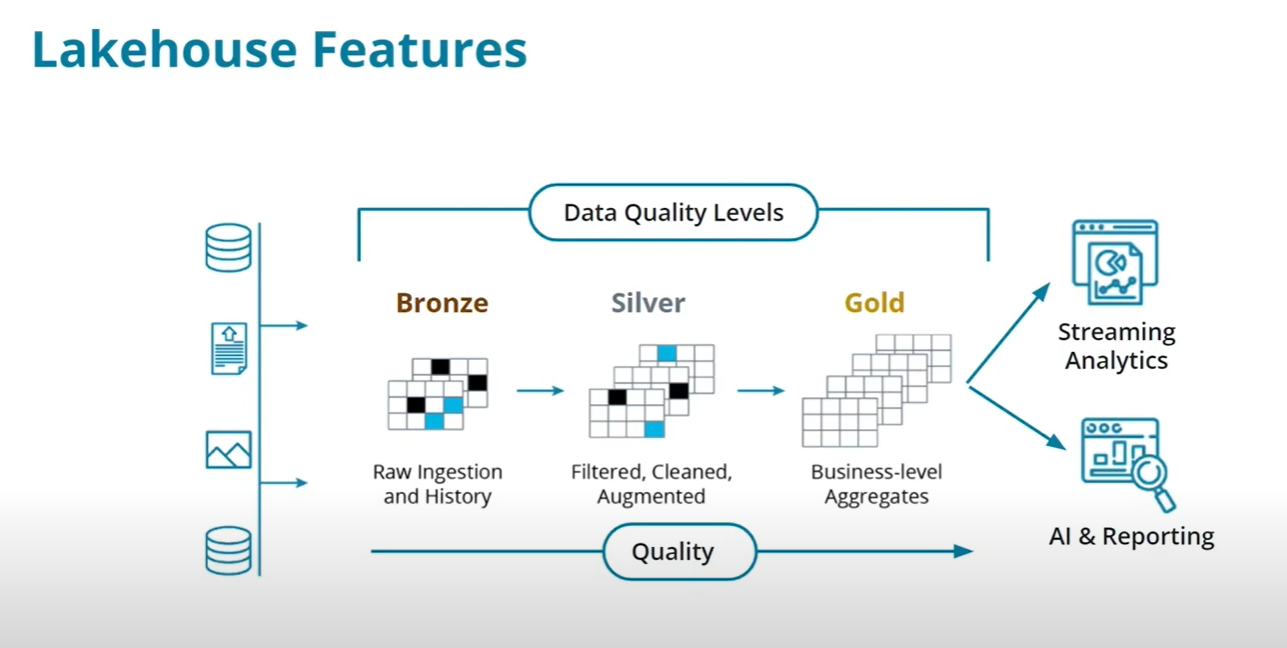 Lakehouse Features
Data Quality Levels
Bronze
Silver
Gold
Raw Ingestion
and History
Filtered, Cleaned,
Augmented
Business-level
Aggregates
Quality
Streaming
Analytics
AI & Reporting